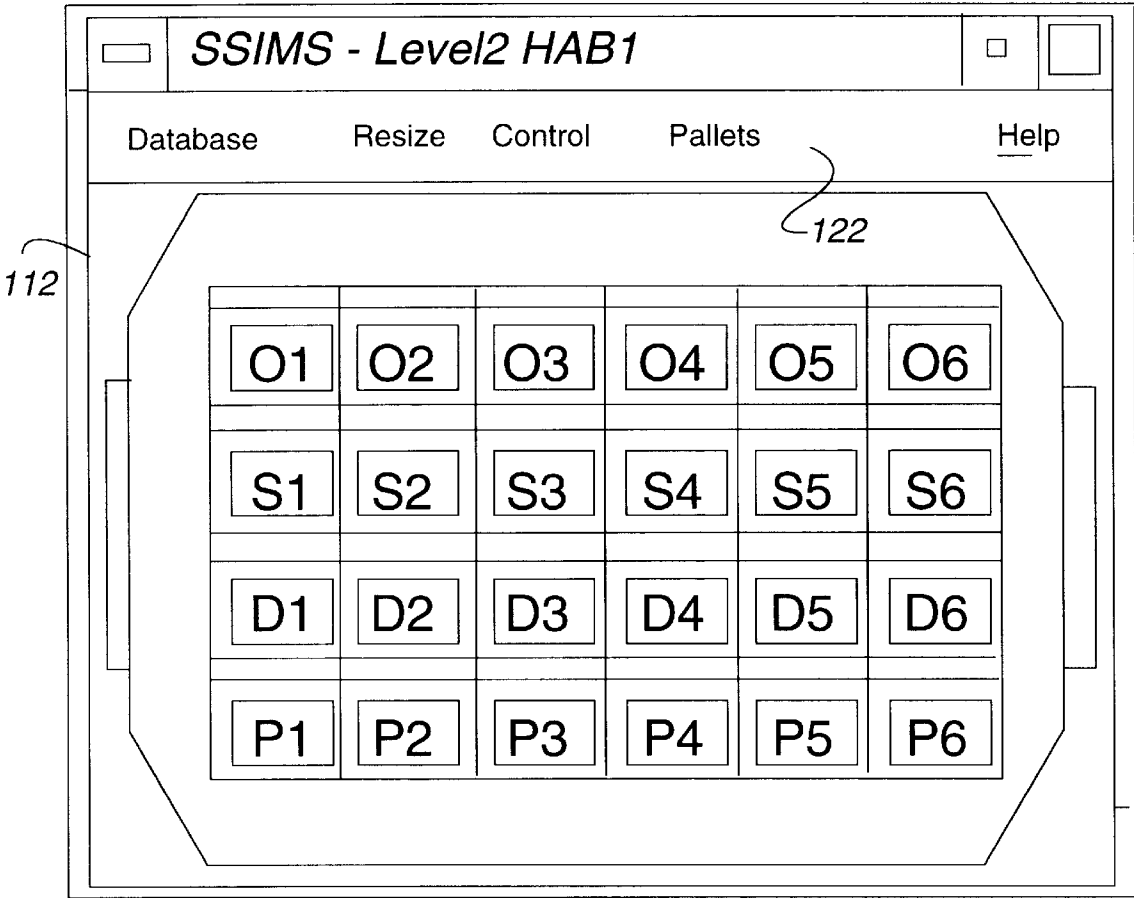 SSIMS - Level2 HAB1
Database Resize Control Pallets Help
122
112
O1 O2 O3 O4 O5 O6
S1 S2 S3 S4 S5 S6
D1 D2 D3 D4 D5 D6
P1 P2 P3 P4 P5 P6